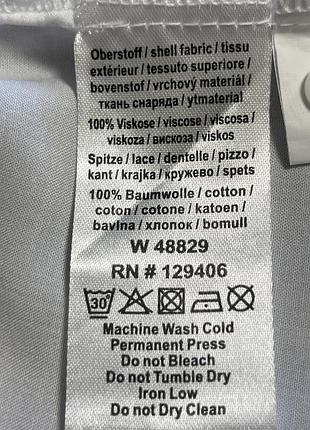 Oberstoff / shell fabric / tissu
extérieur / tessuto superiore /
bovenstof / vrchový materiál /
ткань снаряда / ytmaterial
100% Viskose / viscose / viscosa /
viskoza / вискоза / viskos
Spitze / lace / dentelle / pizzo /
kant / krajka / кружево / spets
100% Baumwolle / cotton /
coton / cotone / katoen /
bavlna / хлопок / bomull
W 48829
RN # 129406
30°
Machine Wash Cold
Permanent Press
Do not Bleach
Do not Tumble Dry
Iron Low
Do not Dry Clean